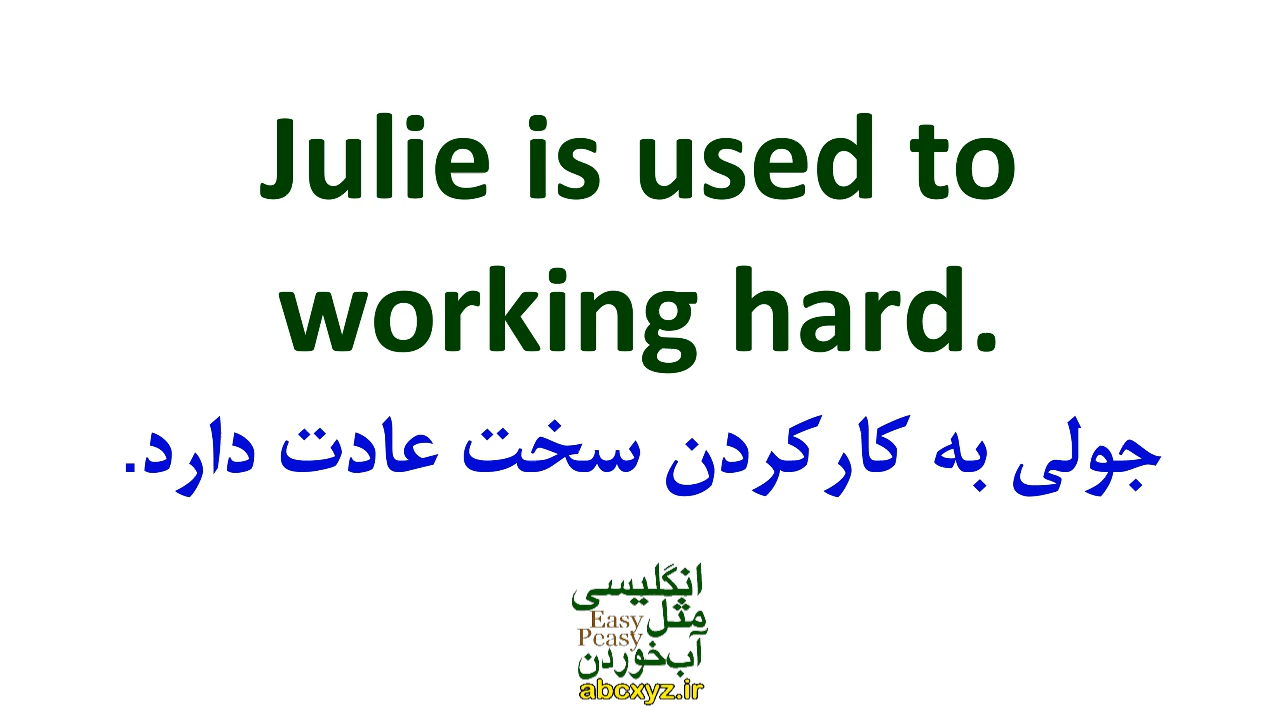 Julie is used to
working hard.
جولی به کارکردن سخت عادت دارد.
انگلیسی
مثل
Easy
Peasy
آب‌خوردن
abcxyz.ir